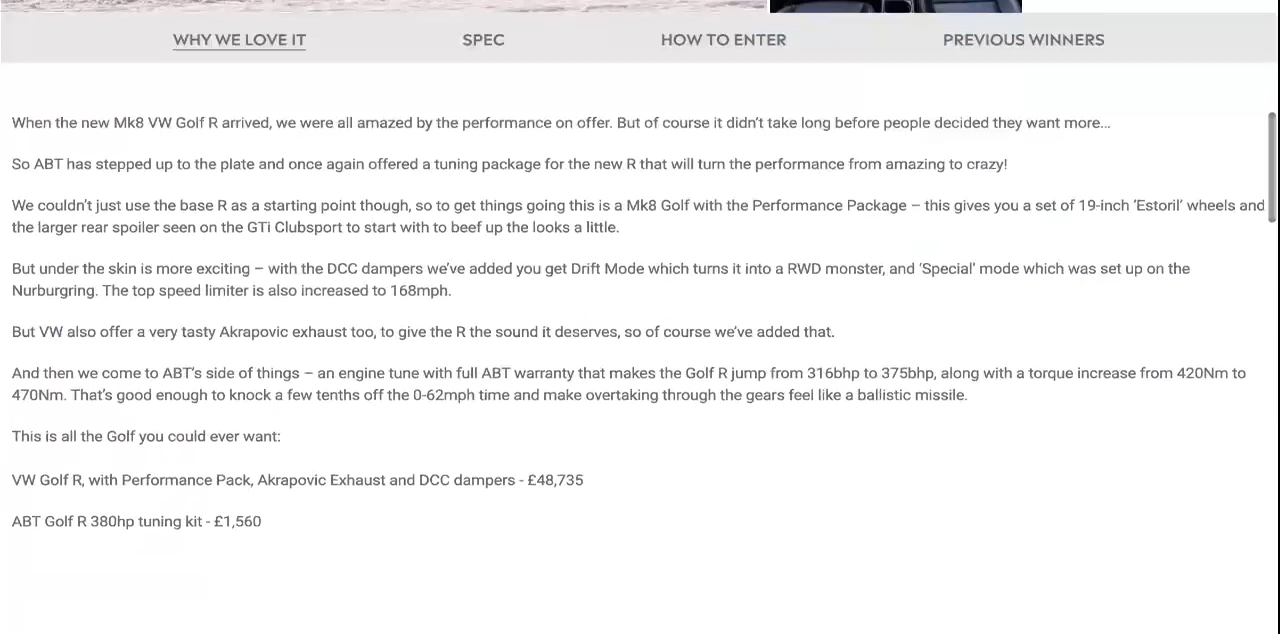 WHY WE LOVE IT
SPEC
HOW TO ENTER
PREVIOUS WINNERS
When the new Mk8 VW Golf R arrived, we were all amazed by the performance on offer. But of course it didn’t take long before people decided they want more...
So ABT has stepped up to the plate and once again offered a tuning package for the new R that will turn the performance from amazing to crazy!
We couldn’t just use the base R as a starting point though, so to get things going this is a Mk8 Golf with the Performance Package – this gives you a set of 19-inch ‘Estoril’ wheels and
the larger rear spoiler seen on the GTi Clubsport to start with to beef up the looks a little.
But under the skin is more exciting – with the DCC dampers we’ve added you get Drift Mode which turns it into a RWD monster, and ‘Special’ mode which was set up on the
Nurburgring. The top speed limiter is also increased to 168mph.
But VW also offer a very tasty Akrapovic exhaust too, to give the R the sound it deserves, so of course we’ve added that.
And then we come to ABT’s side of things – an engine tune with full ABT warranty that makes the Golf R jump from 316bhp to 375bhp, along with a torque increase from 420Nm to
470Nm. That’s good enough to knock a few tenths off the 0-62mph time and make overtaking through the gears feel like a ballistic missile.
This is all the Golf you could ever want:
VW Golf R, with Performance Pack, Akrapovic Exhaust and DCC dampers - £48,735
ABT Golf R 380hp tuning kit - £1,560